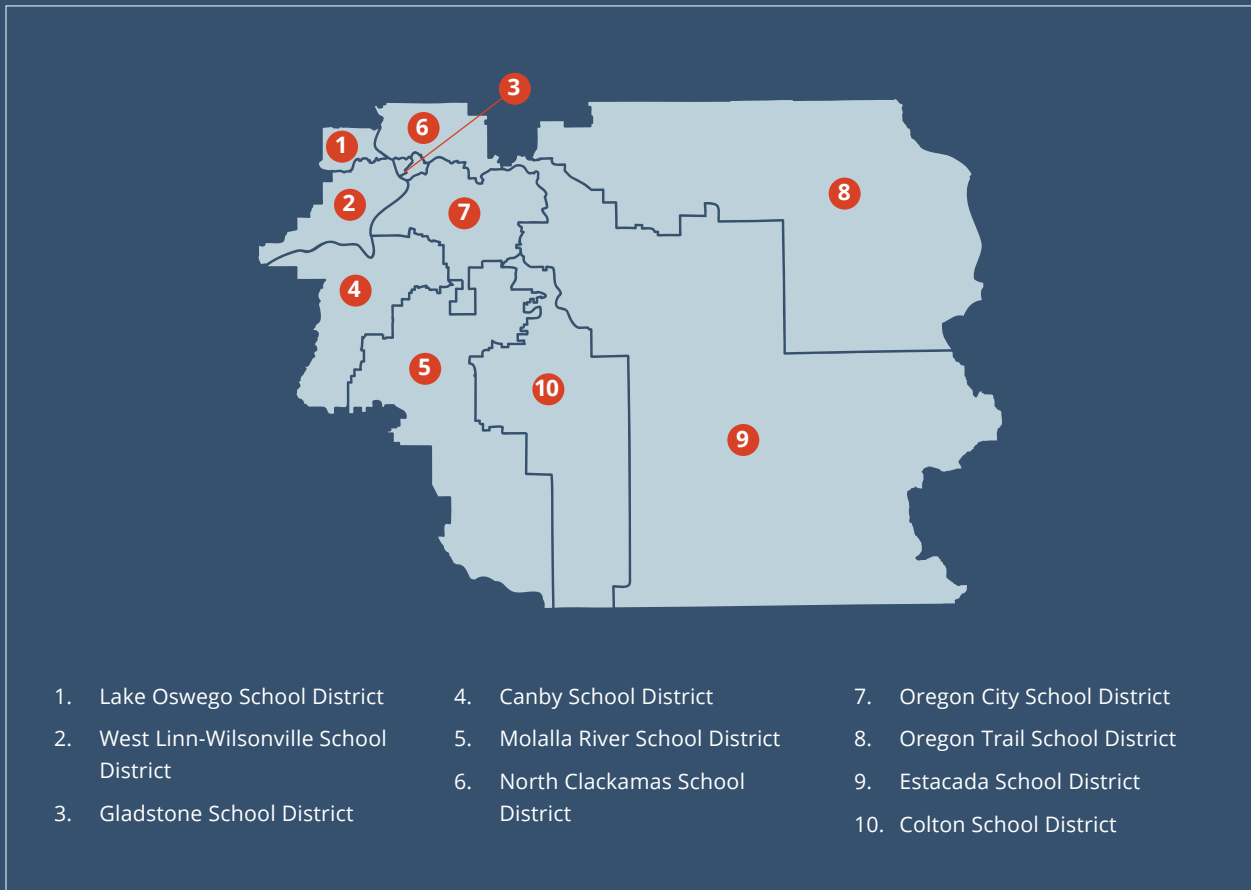 3
6
1
8
2
7
4
5
10
9
1. Lake Oswego School District
2. West Linn-Wilsonville School
District
3. Gladstone School District
4. Canby School District
5. Molalla River School District
6. North Clackamas School
District
7. Oregon City School District
8. Oregon Trail School District
9. Estacada School District
10. Colton School District